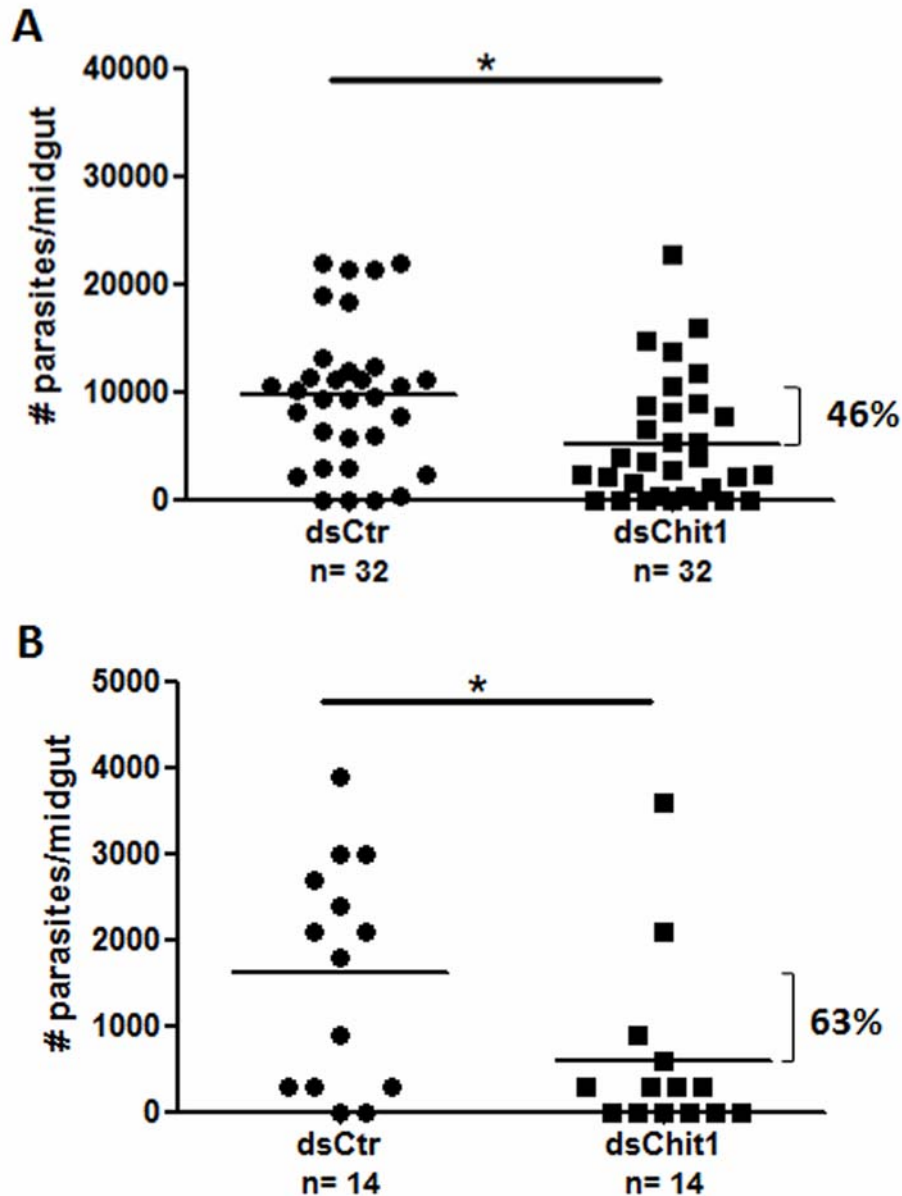 A
*
40000
30000
20000
10000
0
# parasites/midgut
46%
dsCtr
dsChit1
n= 32
n= 32
B
*
5000
4000
3000
2000
1000
0
# parasites/midgut
63%
dsCtr
dsChit1
n= 14
n= 14